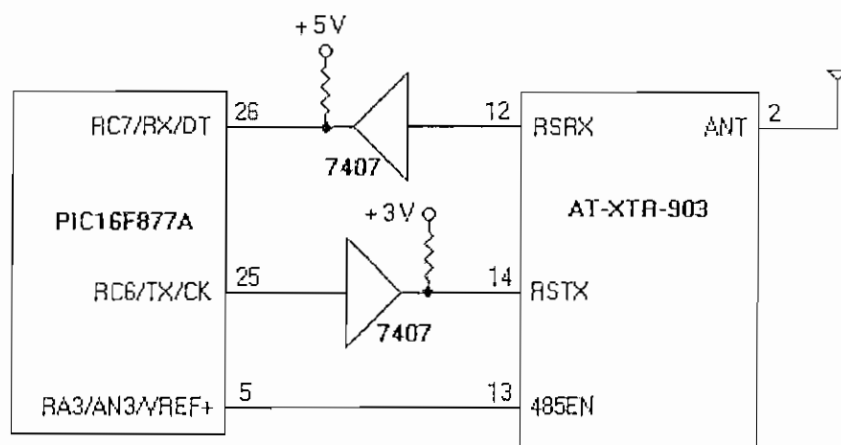 +5V
RC7/RX/DT 26 12 RSRX ANT 2
7407
PIC16F877A +3V AT-XTR-903
RC6/TX/CK 25 14 RSTX
7407
RA3/AN3/VREF+ 5 13 485EN